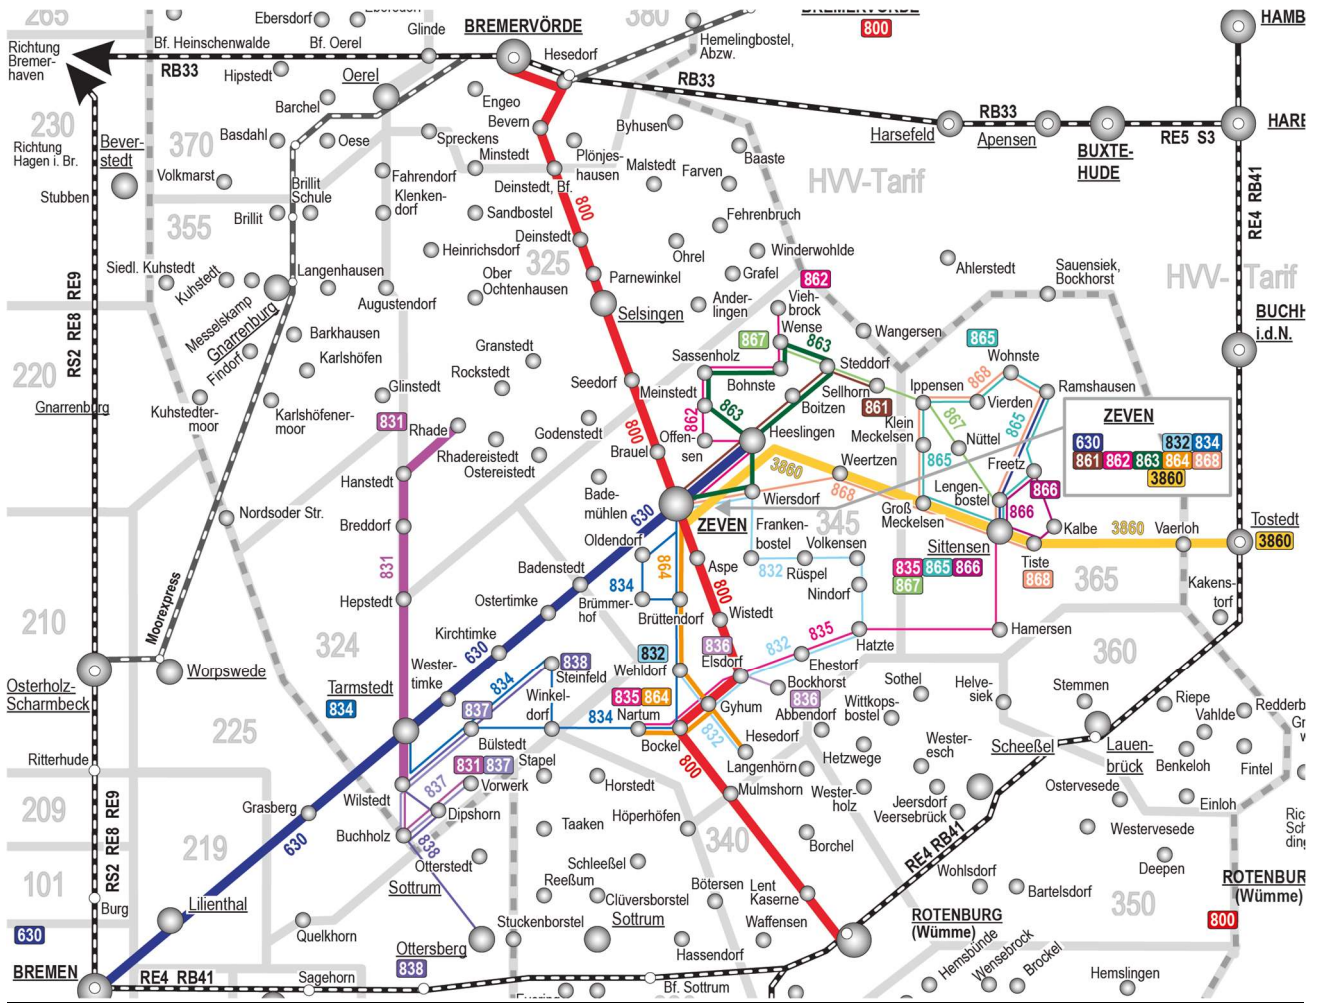 265
Ebersdorf
Glinde
BREMERVÖRDE
380
BREMERVÖRDE
800
HAMB
Richtung
Bremer-
haven
Bf. Heinschenwalde
Bf. Oerel
RB33
Hesedorf
Hemelingbostel,
Abzw.
RB33
Hipstedt
Oerel
Barchel
Engeo
Bevern
Byhusen
Harsefeld
RB33
Apensen
BUXTE-
HUDE
RE5 S3
230
Richtung
Hagen i. Br.
Bever-
stedt
370
Basdahl
Oese
Spreckens
Minstedt
Plönjes-
hausen
Baaste
Malstedt
Farven
HVV-Tarif
Stubben
Volkmarst
Brillit
Schule
Fahrendorf
Klenken-
dorf
Deinstedt, Bf.
800
RE4 RB41
355
Brillit
Sandbostel
Fehrenbruch
Deinstedt
Heinrichsdorf
325
Ohrel
Winderwohlde
Siedl. Kuhstedt
Kuhstedt
Langenhausen
Ober
Ochtenhausen
Parnewinkel
Grafel
Ahlerstedt
Sauensiek,
Bockhorst
HVV-Tarif
RS2 RE8 RE9
Messelskamp
Gnarrenburg
Augustendorf
Selsingen
Ander-
lingen
862
Vieh-
brock
Wense
Wangersen
BUCHH
i.d.N.
Findorf
Barkhausen
Karlshöfen
Granstedt
867
863
865
Wohnste
220
Rockstedt
Sassenholz
Steddorf
868
Gnarrenburg
Glinstedt
Seedorf
Meinstedt
Bohnste
Sellhorn
Ippensen
Vierden
Ramshausen
Kuhstedter-
moor
Karlshöfener-
moor
831
Rhade
Godenstedt
800
862
863
Boitzen
861
Klein
Meckelsen
867
Nüttel
865
ZEVEN
630
832
834
861
862
863
864
868
3860
Rhadereistedt
Ostereistedt
Brauel
Offen-
sen
Heeslingen
Hanstedt
3860
Weertzen
865
Freetz
Nordsoder Str.
Bade-
mühlen
630
Wiersdorf
868
Lengen-
bostel
866
866
Breddorf
ZEVEN
345
Groß
Meckelsen
Kalbe
3860
Vaerloh
Tostedt
3860
Oldendorf
Franken-
bostel
Volkensen
Sittensen
Badenstedt
864
Aspe
835
865
866
867
Tiste
868
365
831
834
832
Rüspel
Nindorf
Kakens-
torf
Moorexpress
Hepstedt
Ostertimke
Brümmer-
hof
Brüttendorf
800
Wistedt
210
324
Kirchtimke
630
836
Elsdorf
832
835
Hatzte
Hamersen
360
Worpswede
Wester-
timke
838
Steinfeld
832
Wehldorf
Ehestorf
Osterholz-
Scharmbeck
Tarmstedt
834
834
837
Winkel-
dorf
834
835
864
Nartum
Bockhorst
836
Sothel
Helve-
siek
Stemmen
Riepe
Redderb
Abbendorf
Wittkops-
bostel
225
Gyhum
Vahlde
Bülstedt
Bockel
832
Hesedorf
Scheeßel
Lauen-
brück
Benkeloh
Ritterhude
831
837
Stapel
Vorwerk
800
Langenhörn
Hetzwege
Wester-
esch
Fintel
837
Horstedt
Wester-
holz
Jeersdorf
Veersebrück
Ostervesede
Wilstedt
Mulmshorn
Einloh
209
Grasberg
630
Buchholz
Dipshorn
Taaken
Höperhöfen
340
Borchel
Westervesede
RS2 RE8 RE9
219
838
Otterstedt
Schleeßel
RE4 RB41
Deepen
101
Sottrum
Reeßum
Clüversborstel
Sottrum
Bötersen
Lent
Kaserne
Wohlsdorf
Bartelsdorf
350
ROTENBUR
(Wümme)
Burg
Lilienthal
Stuckenborstel
Waffensen
ROTENBURG
(Wümme)
800
630
Quelkhorn
Ottersberg
838
Hassendorf
Hemsbünde
Wensebrock
Brockel
BREMEN
RE4 RB41
Sagehorn
Bf. Sottrum
Hemslingen